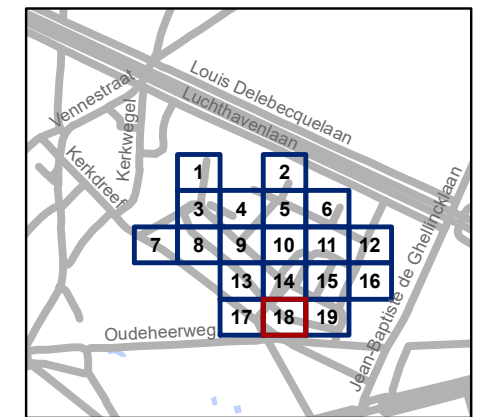 Louis Delebecquelaan
Luchthavenlaan
Vennestraat
Kerkwegel
Kerkdreef
1 2
3 4 5 6
7 8 9 10 11 12
13 14 15 16
17 18 19
Oudeheerweg
Jean-Baptiste de Ghellincklaan